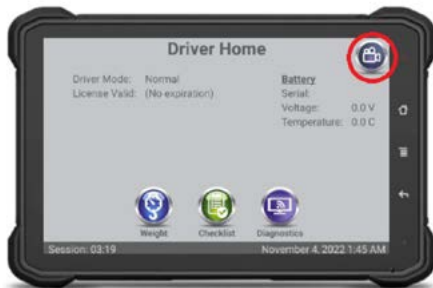 Driver Home
Driver Mode: Normal
License Valid: (No expiration)
Battery
Serial:
Voltage: 0.0 V
Temperature: 0.0 C
Weight
Checklist
Diagnostics
Session: 03:19
November 4, 2022 1:45 AM